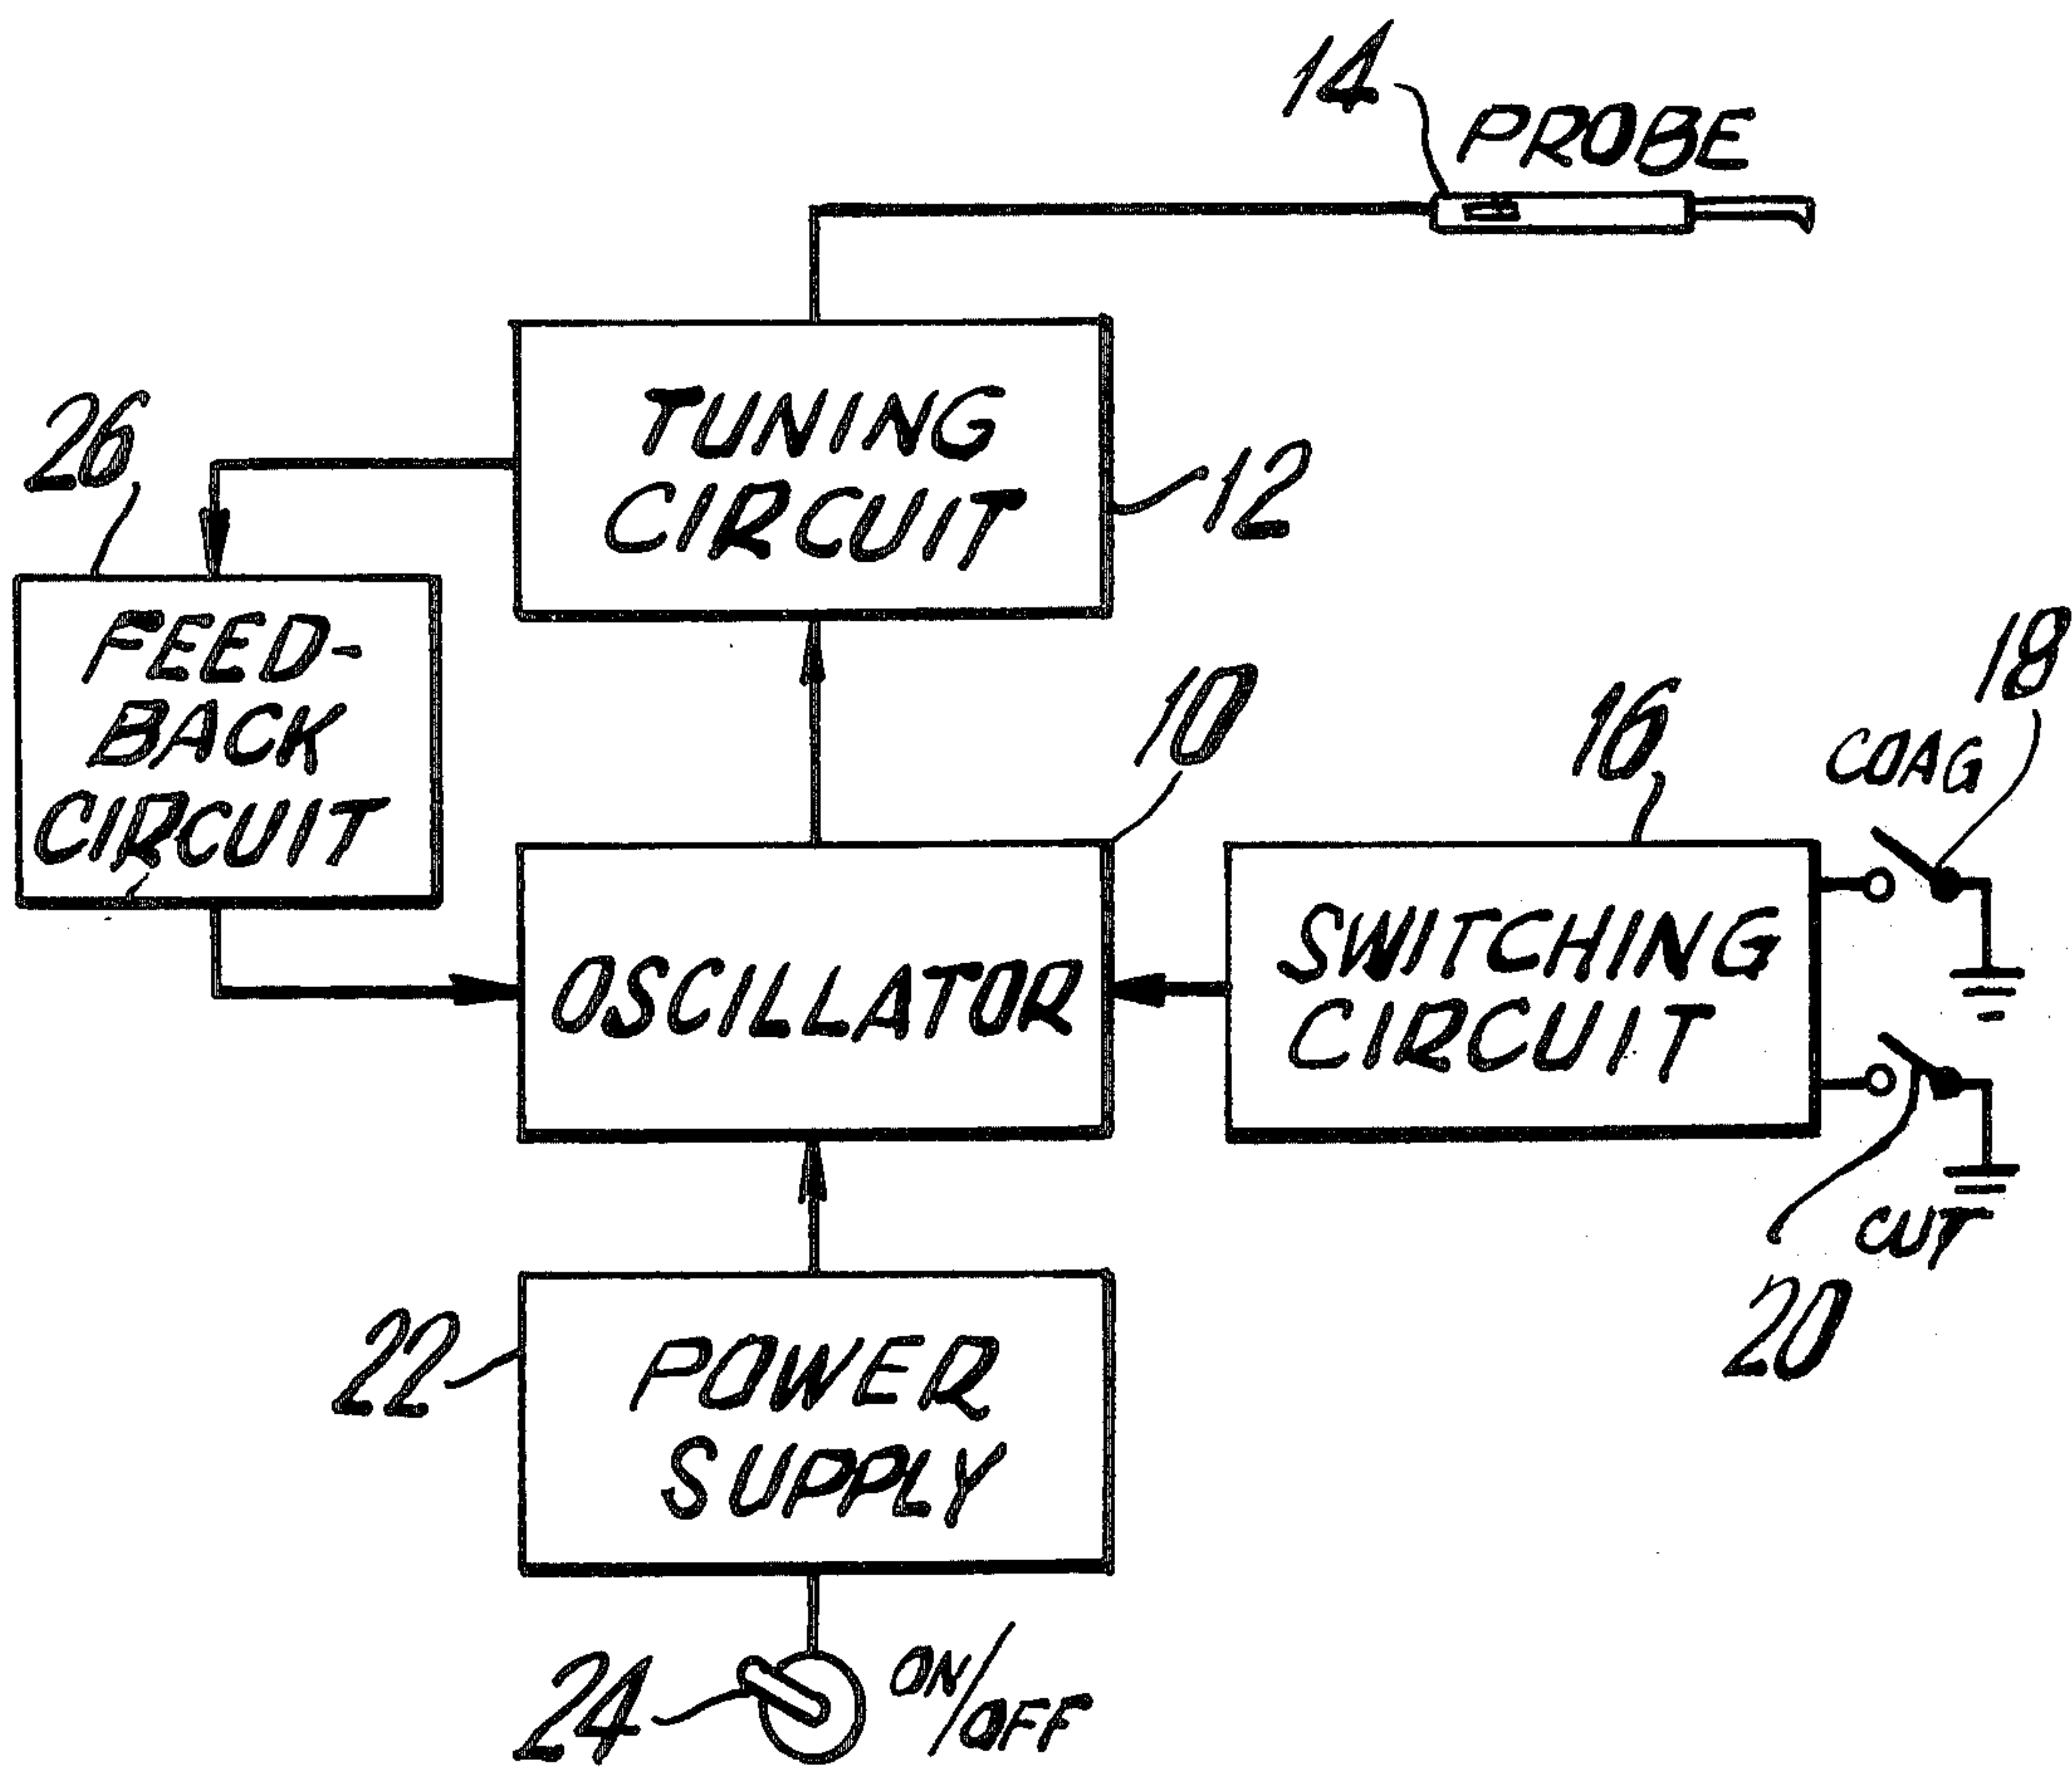 14
PROBE
TUNING
CIRCUIT
12
26
FEED-
BACK
CIRCUIT
10
16
18
COAG
OSCILLATOR
SWITCHING
CIRCUIT
CUT
20
22
POWER
SUPPLY
24
ON/OFF